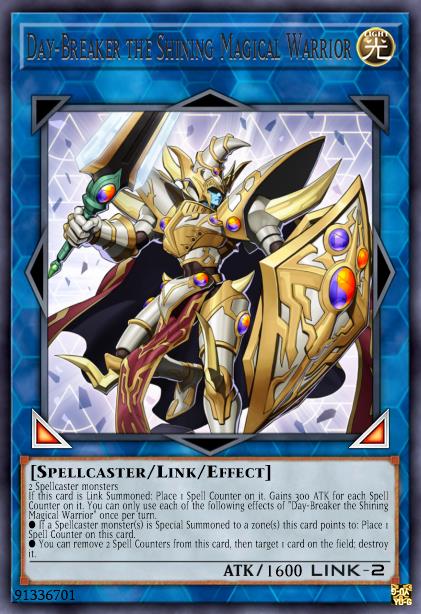 Day-Breaker the Shining Magical Warrior
LIGHT
光
[Spellcaster/Link/Effect]
2 Spellcaster monsters
If this card is Link Summoned: Place 1 Spell Counter on it. Gains 300 ATK for each Spell
Counter on it. You can only use each of the following effects of "Day-Breaker the Shining
Magical Warrior" once per turn.
● If a Spellcaster monster(s) is Special Summoned to a zone(s) this card points to: Place 1
Spell Counter on this card.
● You can remove 2 Spell Counters from this card, then target 1 card on the field; destroy
it.
ATK/1600 LINK-2
91336701